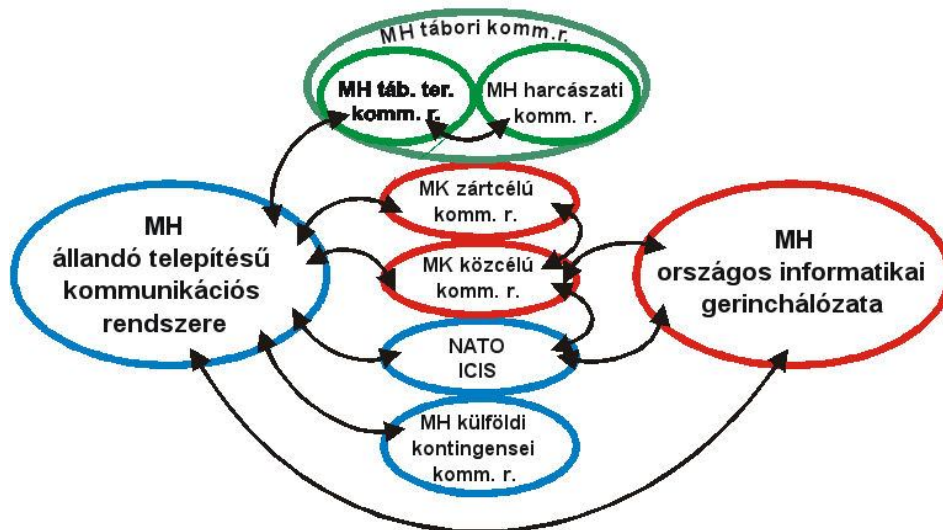 MH tábori komm.r.
MH táb. ter.
komm. r.
MH harcászati
komm. r.
MK zártcélú
komm. r.
MH
állandó telepítésű
kommunikációs
rendszere
MK közcélú
komm. r.
MH
országos informatikai
gerinchálózata
NATO
ICIS
MH külföldi
kontingensei
komm. r.